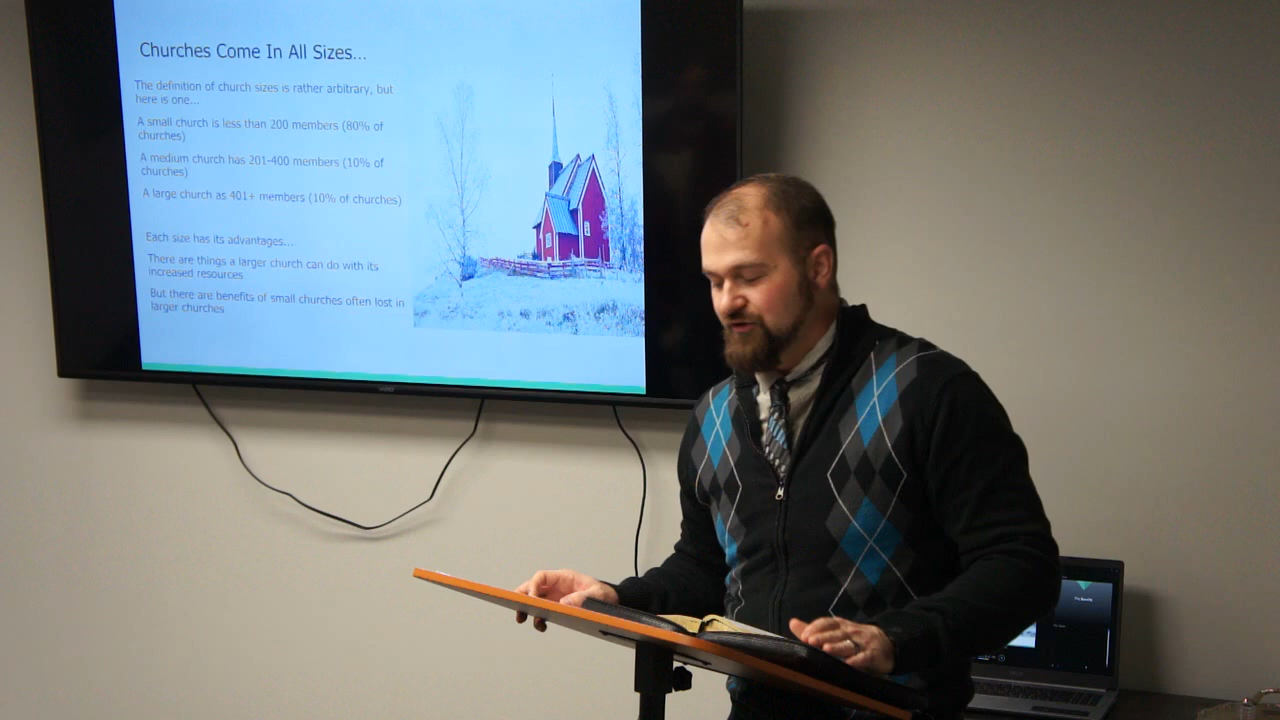 Churches Come In All Sizes...
The definition of church sizes is rather arbitrary, but
here is one...
A small church is less than 200 members (80% of
churches)
A medium church has 201-400 members (10% of
churches)
A large church as 401+ members (10% of churches)
Each size has its advantages...
There are things a larger church can do with its
increased resources
But there are benefits of small churches often lost in
larger churches